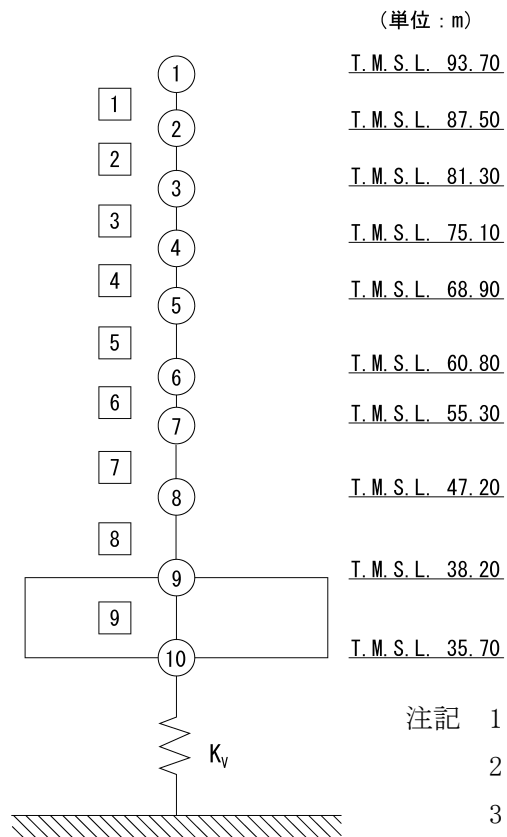 (単位：m)
1 T.M.S.L. 93.70
1
2 T.M.S.L. 87.50
2
3 T.M.S.L. 81.30
3
4 T.M.S.L. 75.10
4
5 T.M.S.L. 68.90
5
6 T.M.S.L. 60.80
6
7 T.M.S.L. 55.30
7
8 T.M.S.L. 47.20
8
9 T.M.S.L. 38.20
9
10 T.M.S.L. 35.70
注記 1
KV
2
3